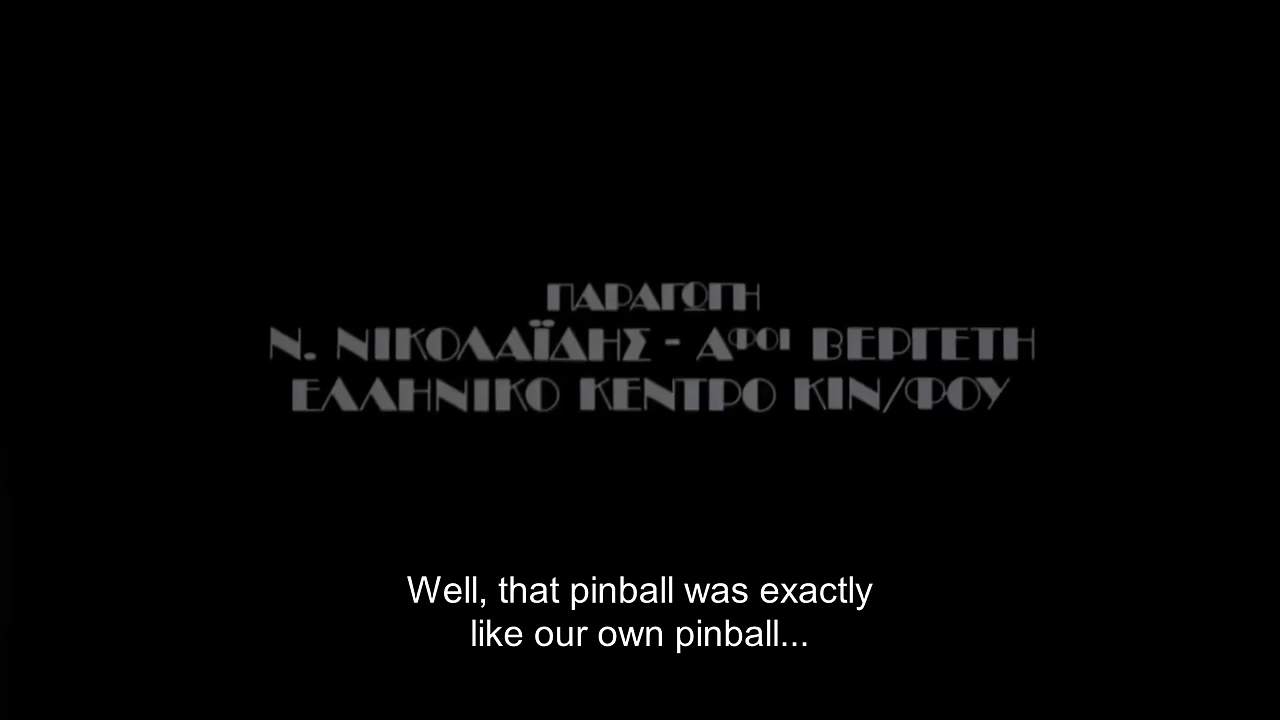 ΠΑΡΑΓΩΓΗ
Ν. ΝΙΚΟΛΑΪΔΗΣ - ΑΦΟΙ ΒΕΡΓΕΤΗ
ΕΛΛΗΝΙΚΟ ΚΕΝΤΡΟ ΚΙΝ/ΦΟΥ
Well, that pinball was exactly
like our own pinball...